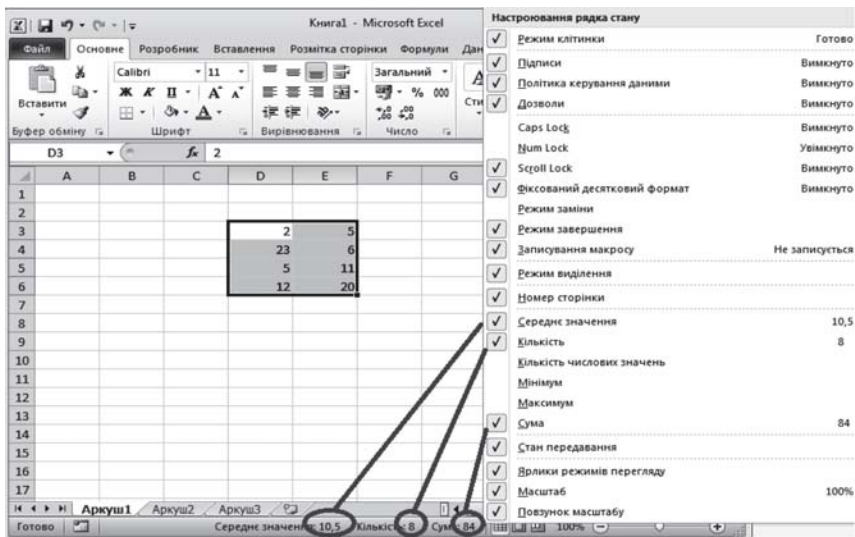 Книга1 - Microsoft Excel
Файл Основне Розробник Вставлення Розмітка сторінки Формули Дан
Вставити
Calibri 11
Ж К П А А
А
Загальний
% 000
Сти
Буфер обміну Шрифт Вирівнювання Число
D3 fx 2
A B C D E F G
1
2
3 2 5
4 23 6
5 5 11
6 12 20
7
8
9
10
11
12
13
14
15
16
17
Аркуш1 Аркуш2 Аркуш3
Готово Середнє значення: 10,5 Кількість: 8 Сума: 84 100%
Настроювання рядка стану
Режим клітинки Готово
Підписи Вимкнуто
Політика керування даними Вимкнуто
Дозволи Вимкнуто
Caps Lock Вимкнуто
Num Lock Увімкнуто
Scroll Lock Вимкнуто
Фіксований десятковий формат Вимкнуто
Режим заміни
Режим завершення
Записування макросу Не записується
Режим виділення
Номер сторінки
Середнє значення 10,5
Кількість 8
Кількість числових значень
Мінімум
Максимум
Сума 84
Стан передавання
Ярлики режимів перегляду
Масштаб 100%
Повзунок масштабу